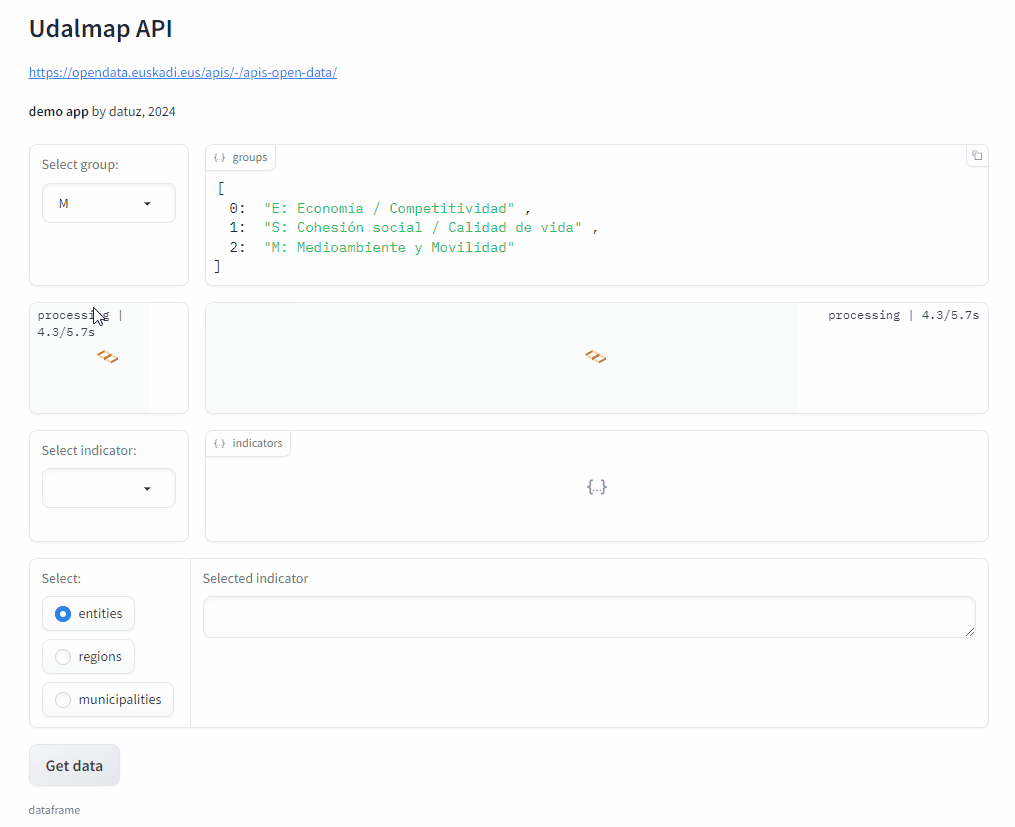 Udalmap API
https://opendata.euskadi.eus/apis/-/apis-open-data/
demo app by datuz, 2024
Select group:
M
{.} groups
[
0: "E: Economía / Competitividad" ,
1: "S: Cohesión social / Calidad de vida" ,
2: "M: Medioambiente y Movilidad"
]
processing |
4.3/5.7s
processing | 4.3/5.7s
Select indicator:
{.} indicators
{...}
Select:
entities
regions
municipalities
Selected indicator
Get data
dataframe